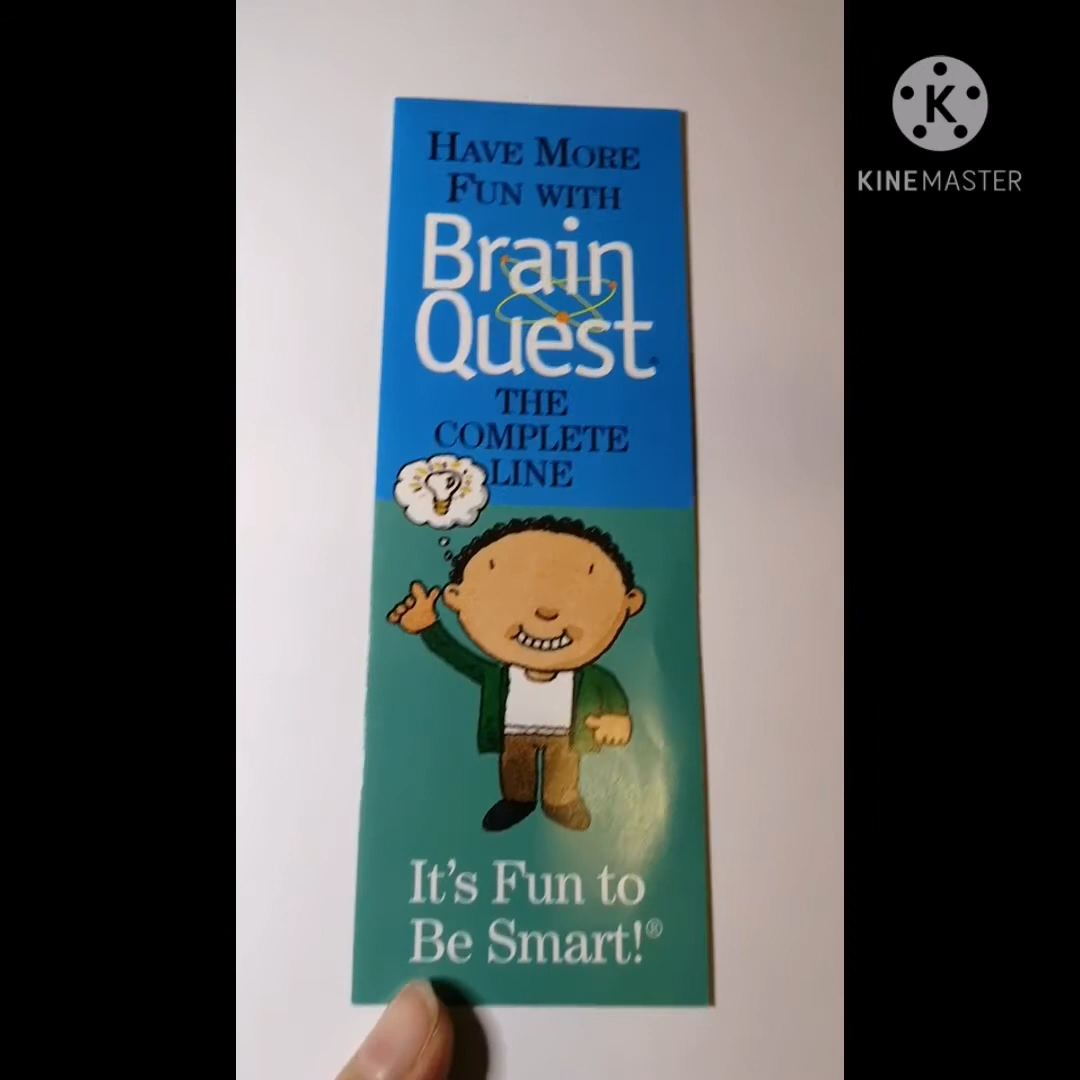 HAVE MORE
FUN WITH
Brain
Quest®
THE
COMPLETE
LINE
It's Fun to
Be Smart!®
K
KINEMASTER